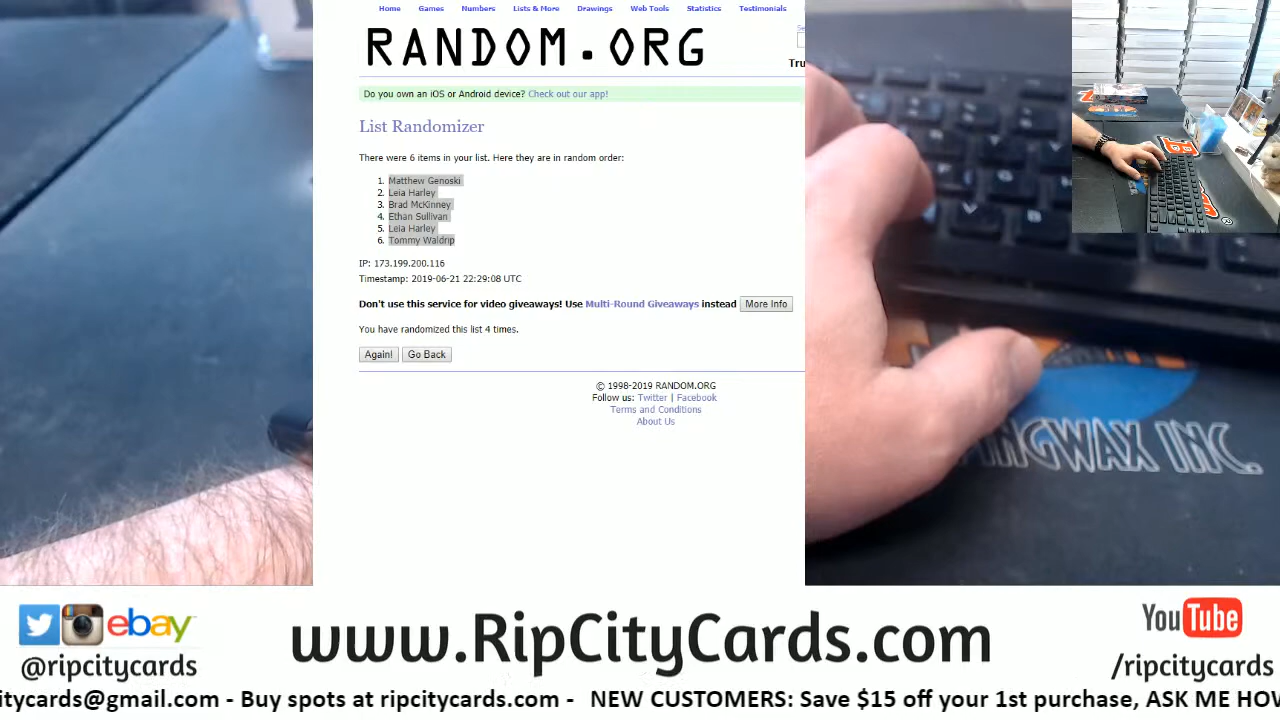 Home Games Numbers Lists & More Drawings Web Tools Statistics Testimonials
RANDOM.ORG
Tru
Do you own an iOS or Android device? Check out our app!
List Randomizer
There were 6 items in your list. Here they are in random order:
1. Matthew Genoski
2. Leia Harley
3. Brad McKinney
4. Ethan Sullivan
5. Leia Harley
6. Tommy Waldrip
IP: 173.199.200.116
Timestamp: 2019-06-21 22:29:08 UTC
Don't use this service for video giveaways! Use Multi-Round Giveaways instead More Info
You have randomized this list 4 times.
Again! Go Back
© 1998-2019 RANDOM.ORG
Follow us: Twitter | Facebook
Terms and Conditions
About Us
INGWAX INC.
ebay
@ripcitycards
www.RipCityCards.com
YouTube
/ripcitycards
citycards@gmail.com - Buy spots at ripcitycards.com - NEW CUSTOMERS: Save $15 off your 1st purchase, ASK ME HOW